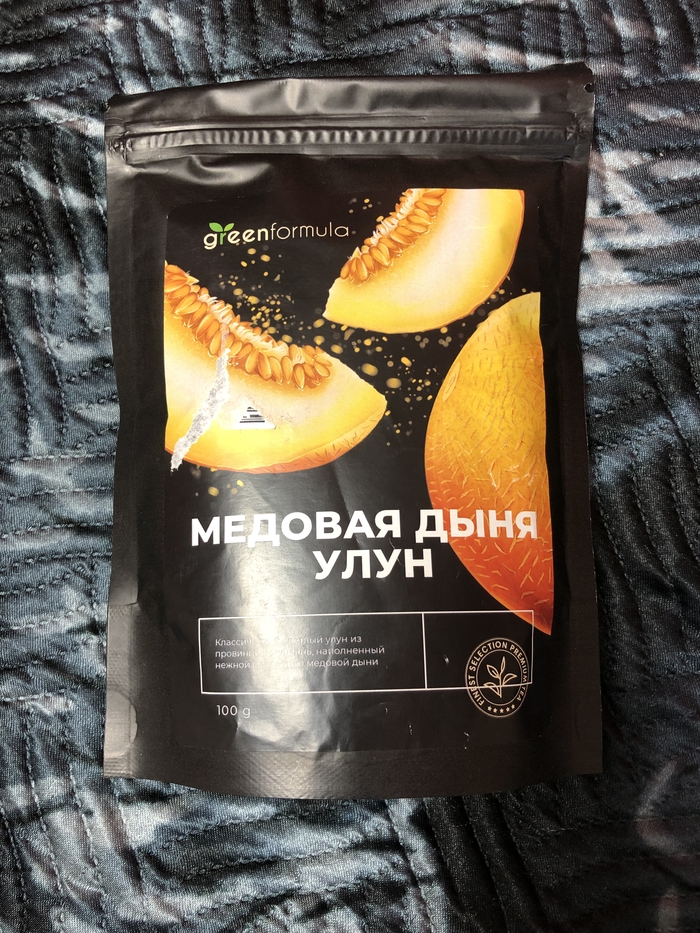 greenformula
МЕДОВАЯ ДЫНЯ
УЛУН
улун из
наполненный
нежной медовой дыни
100 g
FINEST SELECTION PREMIUM TEA